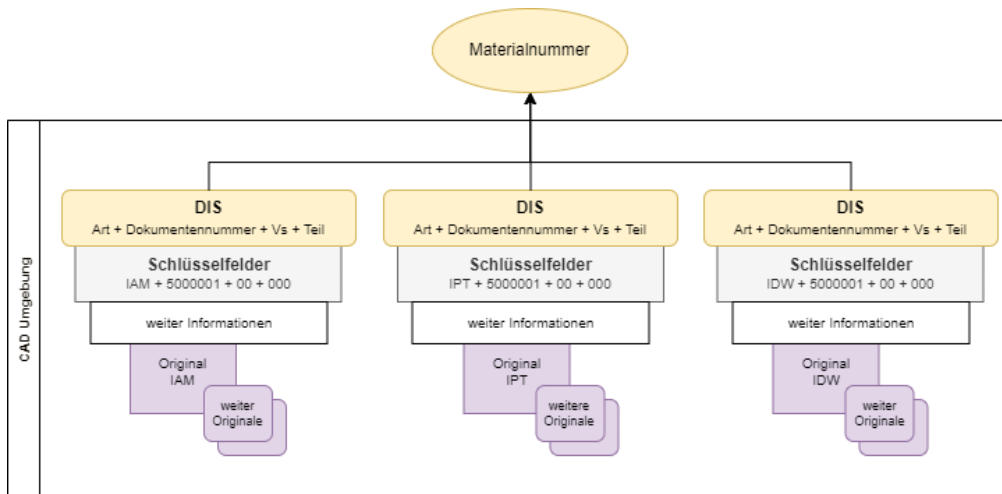 Materialnummer
CAD Umgebung
DIS
Art + Dokumentennummer + Vs + Teil
Schlüsselfelder
IAM + 5000001 + 00 + 000
weiter Informationen
Original
IAM
weiter
Originale
DIS
Art + Dokumentennummer + Vs + Teil
Schlüsselfelder
IPT + 5000001 + 00 + 000
weiter Informationen
Original
IPT
weitere
Originale
DIS
Art + Dokumentennummer + Vs + Teil
Schlüsselfelder
IDW + 5000001 + 00 + 000
weiter Informationen
Original
IDW
weiter
Originale